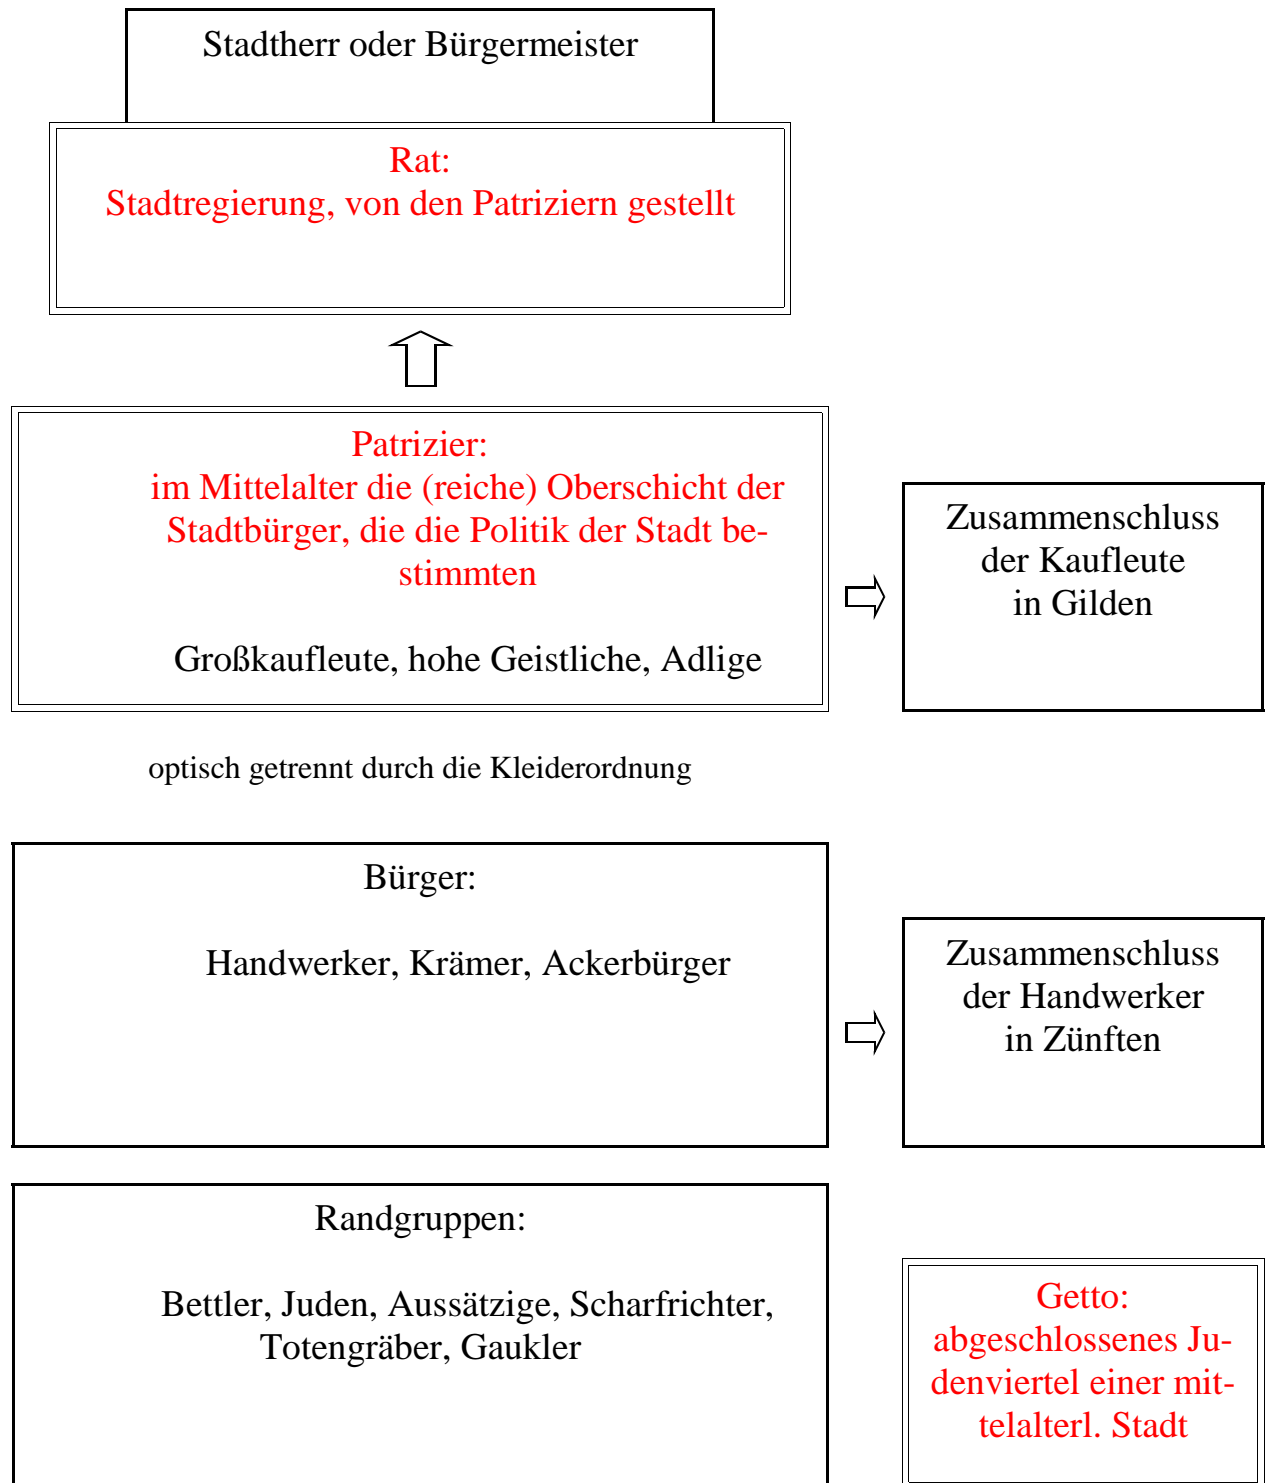 Stadtherr oder Bürgermeister
Rat:
Stadtregierung, von den Patriziern gestellt
Patrizier:
im Mittelalter die (reiche) Oberschicht der
Stadtbürger, die die Politik der Stadt be-
stimmten
Großkaufleute, hohe Geistliche, Adlige
Zusammenschluss
der Kaufleute
in Gilden
optisch getrennt durch die Kleiderordnung
Bürger:
Handwerker, Krämer, Ackerbürger
Zusammenschluss
der Handwerker
in Zünften
Randgruppen:
Bettler, Juden, Aussätzige, Scharfrichter,
Totengräber, Gaukler
Getto:
abgeschlossenes Ju-
denviertel einer mit-
telalterl. Stadt